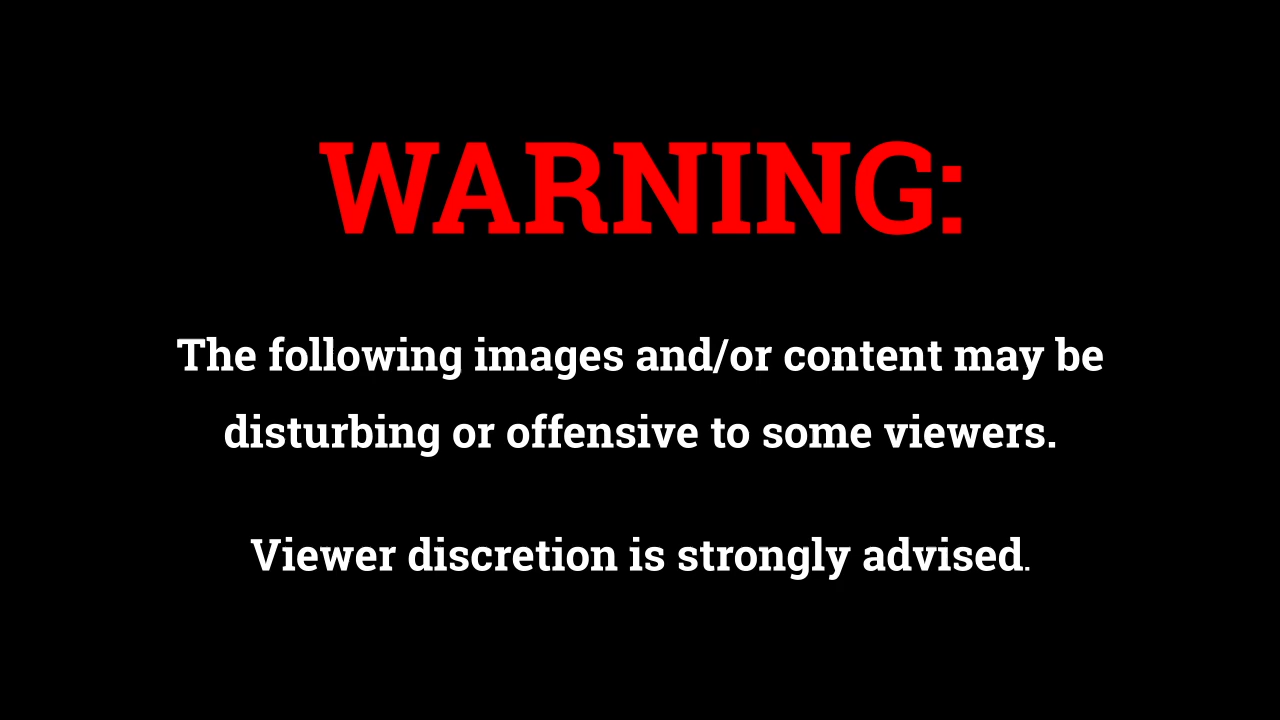 WARNING:
The following images and/or content may be
disturbing or offensive to some viewers.
Viewer discretion is strongly advised.